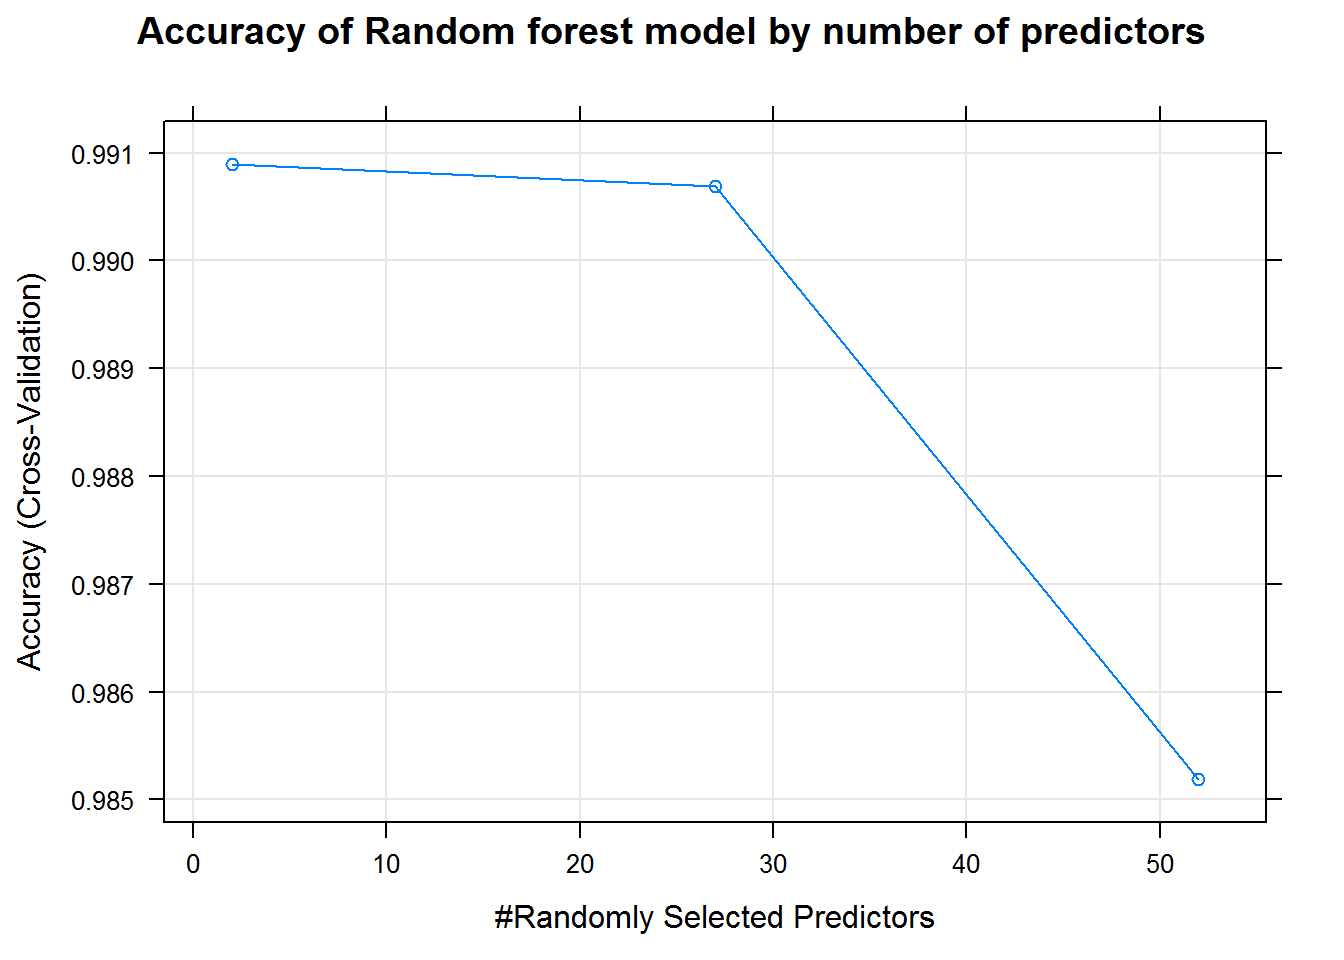 Accuracy of Random forest model by number of predictors
Accuracy (Cross-Validation)
0.991
0.990
0.989
0.988
0.987
0.986
0.985
0 10 20 30 40 50
#Randomly Selected Predictors